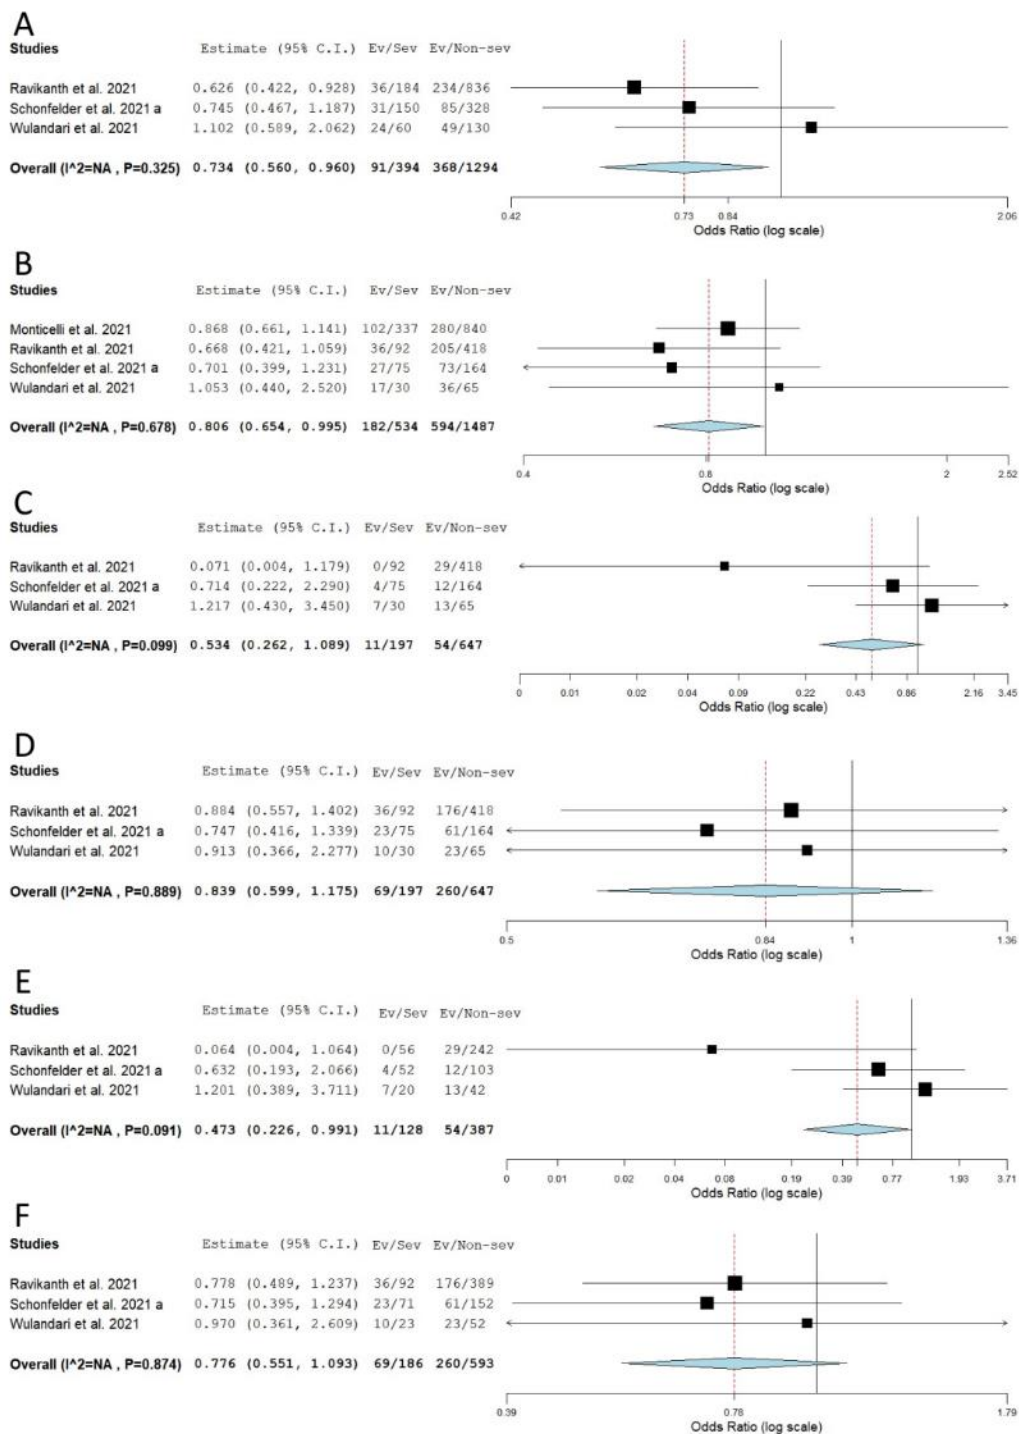 A
Studies Estimate (95% C.I.) Ev/Sev Ev/Non-sev
Ravikanth et al. 2021 0.626 (0.422, 0.928) 36/184 234/836
Schonfelder et al. 2021 a 0.745 (0.467, 1.187) 31/150 85/328
Wulandari et al. 2021 1.102 (0.589, 2.062) 24/60 49/130
Overall (I^2=NA , P=0.325) 0.734 (0.560, 0.960) 91/394 368/1294
0.42 0.73 0.84 2.06
Odds Ratio (log scale)
B
Studies Estimate (95% C.I.) Ev/Sev Ev/Non-sev
Monticelli et al. 2021 0.868 (0.661, 1.141) 102/337 280/840
Ravikanth et al. 2021 0.668 (0.421, 1.059) 36/92 205/418
Schonfelder et al. 2021 a 0.701 (0.399, 1.231) 27/75 73/164
Wulandari et al. 2021 1.053 (0.440, 2.520) 17/30 36/65
Overall (I^2=NA , P=0.678) 0.806 (0.654, 0.995) 182/534 594/1487
0.4 0.8 2 2.52
Odds Ratio (log scale)
C
Studies Estimate (95% C.I.) Ev/Sev Ev/Non-sev
Ravikanth et al. 2021 0.071 (0.004, 1.179) 0/92 29/418
Schonfelder et al. 2021 a 0.714 (0.222, 2.290) 4/75 12/164
Wulandari et al. 2021 1.217 (0.430, 3.450) 7/30 13/65
Overall (I^2=NA , P=0.099) 0.534 (0.262, 1.089) 11/197 54/647
0 0.01 0.02 0.04 0.09 0.22 0.43 0.86 2.16 3.45
Odds Ratio (log scale)
D
Studies Estimate (95% C.I.) Ev/Sev Ev/Non-sev
Ravikanth et al. 2021 0.884 (0.557, 1.402) 36/92 176/418
Schonfelder et al. 2021 a 0.747 (0.416, 1.339) 23/75 61/164
Wulandari et al. 2021 0.913 (0.366, 2.277) 10/30 23/65
Overall (I^2=NA , P=0.889) 0.839 (0.599, 1.175) 69/197 260/647
0.5 0.84 1 1.36
Odds Ratio (log scale)
E
Studies Estimate (95% C.I.) Ev/Sev Ev/Non-sev
Ravikanth et al. 2021 0.064 (0.004, 1.064) 0/56 29/242
Schonfelder et al. 2021 a 0.632 (0.193, 2.066) 4/52 12/103
Wulandari et al. 2021 1.201 (0.389, 3.711) 7/20 13/42
Overall (I^2=NA , P=0.091) 0.473 (0.226, 0.991) 11/128 54/387
0 0.01 0.02 0.04 0.08 0.19 0.39 0.77 1.93 3.71
Odds Ratio (log scale)
F
Studies Estimate (95% C.I.) Ev/Sev Ev/Non-sev
Ravikanth et al. 2021 0.778 (0.489, 1.237) 36/92 176/389
Schonfelder et al. 2021 a 0.715 (0.395, 1.294) 23/71 61/152
Wulandari et al. 2021 0.970 (0.361, 2.609) 10/23 23/52
Overall (I^2=NA , P=0.874) 0.776 (0.551, 1.093) 69/186 260/593
0.39 0.78 1.79
Odds Ratio (log scale)